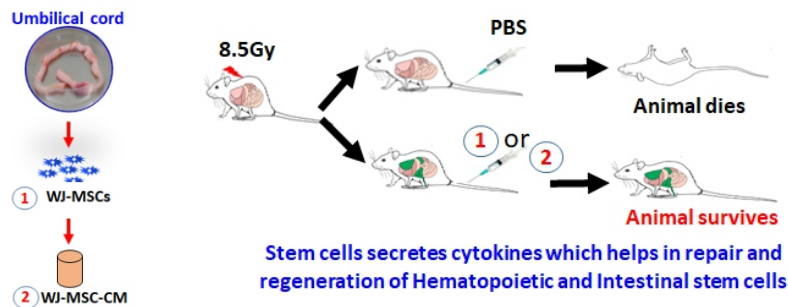 Umbilical cord
1 WJ-MSCs
2 WJ-MSC-CM
8.5Gy
PBS
Animal dies
1 or 2
Animal survives
Stem cells secretes cytokines which helps in repair and
regeneration of Hematopoietic and Intestinal stem cells